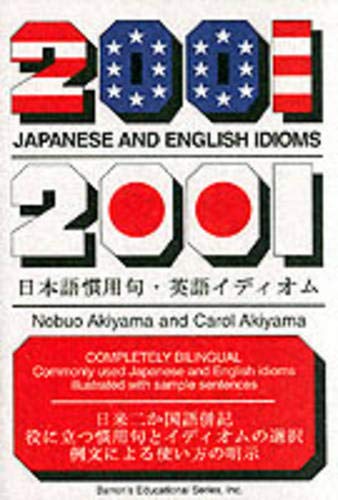 2001
JAPANESE AND ENGLISH IDIOMS
2001
日本語慣用句・英語イディオム
Nobuo Akiyama and Carol Akiyama
COMPLETELY BILINGUAL
Commonly used Japanese and English idioms
illustrated with sample sentences
日米二か国語併記
役に立つ慣用句とイディオムの選択
例文による使い方の明示
Barron's Educational Series, Inc.